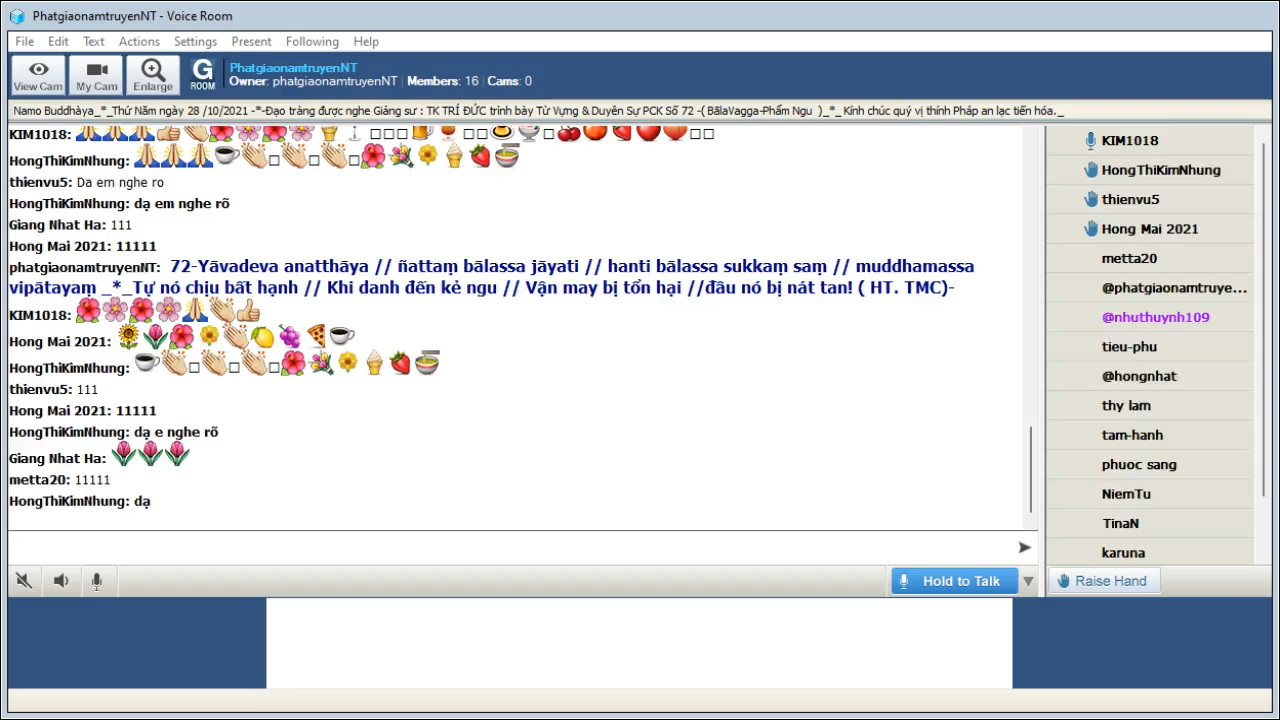 PhatgiaonamtruyenNT - Voice Room
File Edit Text Actions Settings Present Following Help
View Cam My Cam Enlarge G ROOM
PhatgiaonamtruyenNT
Owner: phatgiaonamtruyenNT | Members: 16 | Cams: 0
Namo Buddhàya_*_Thứ Năm ngày 28 /10/2021 -*-Đạo tràng được nghe Giảng sư : TK TRÍ ĐỨC trình bày Từ Vựng & Duyên Sự PCK Số 72 -( BālaVagga-Phẩm Ngu )_*_ Kính chúc quý vị thính Pháp an lạc tiến hóa._
KIM1018:
HongThiKimNhung:
thienvu5: Da em nghe ro
HongThiKimNhung: dạ em nghe rõ
Giang Nhat Ha: 111
Hong Mai 2021: 11111
phatgiaonamtruyenNT: 72-Yāvadeva anatthāya // ñattaṃ bālassa jāyati // hanti bālassa sukkaṃ saṃ // muddhamassa
vipātayaṃ _*_Tự nó chịu bất hạnh // Khi danh đến kẻ ngu // Vận may bị tổn hại //đầu nó bị nát tan! ( HT. TMC)-
KIM1018:
Hong Mai 2021:
HongThiKimNhung:
thienvu5: 111
Hong Mai 2021: 11111
HongThiKimNhung: dạ e nghe rõ
Giang Nhat Ha:
metta20: 11111
HongThiKimNhung: dạ
Hold to Talk
KIM1018
HongThiKimNhung
thienvu5
Hong Mai 2021
metta20
@phatgiaonamtruye...
@nhuthuynh109
tieu-phu
@hongnhat
thy lam
tam-hanh
phuoc sang
NiemTu
TinaN
karuna
Raise Hand